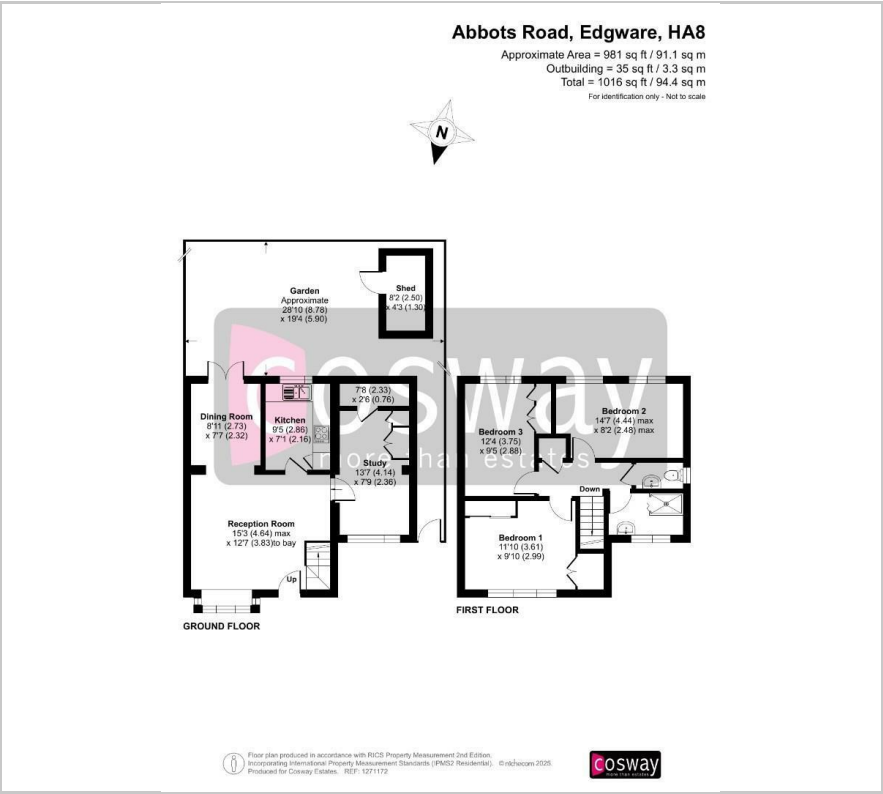 Abbots Road, Edgware, HA8
Approximate Area = 981 sq ft / 91.1 sq m
Outbuilding = 35 sq ft / 3.3 sq m
Total = 1016 sq ft / 94.4 sq m
For identification only - Not to scale
N
Garden
Approximate
28'10 (8.78)
x 19'4 (5.90)
Shed
8'2 (2.50)
x 4'3 (1.30)
cosway
more than estates
Dining Room
8'11 (2.73)
x 7'7 (2.32)
Kitchen
9'5 (2.86)
x 7'1 (2.16)
7'8 (2.33)
x 2'6 (0.76)
Study
13'7 (4.14)
x 7'9 (2.36)
Reception Room
15'3 (4.64) max
x 12'7 (3.83)to bay
Up
GROUND FLOOR
Bedroom 3
12'4 (3.75)
x 9'5 (2.88)
Bedroom 2
14'7 (4.44) max
x 8'2 (2.48) max
Down
Bedroom 1
11'10 (3.61)
x 9'10 (2.99)
FIRST FLOOR
Floor plan produced in accordance with RICS Property Measurement 2nd Edition,
Incorporating International Property Measurement Standards (IPMS2 Residential). © nichecom 2025.
Produced for Cosway Estates. REF: 1271172
cosway
more than estates